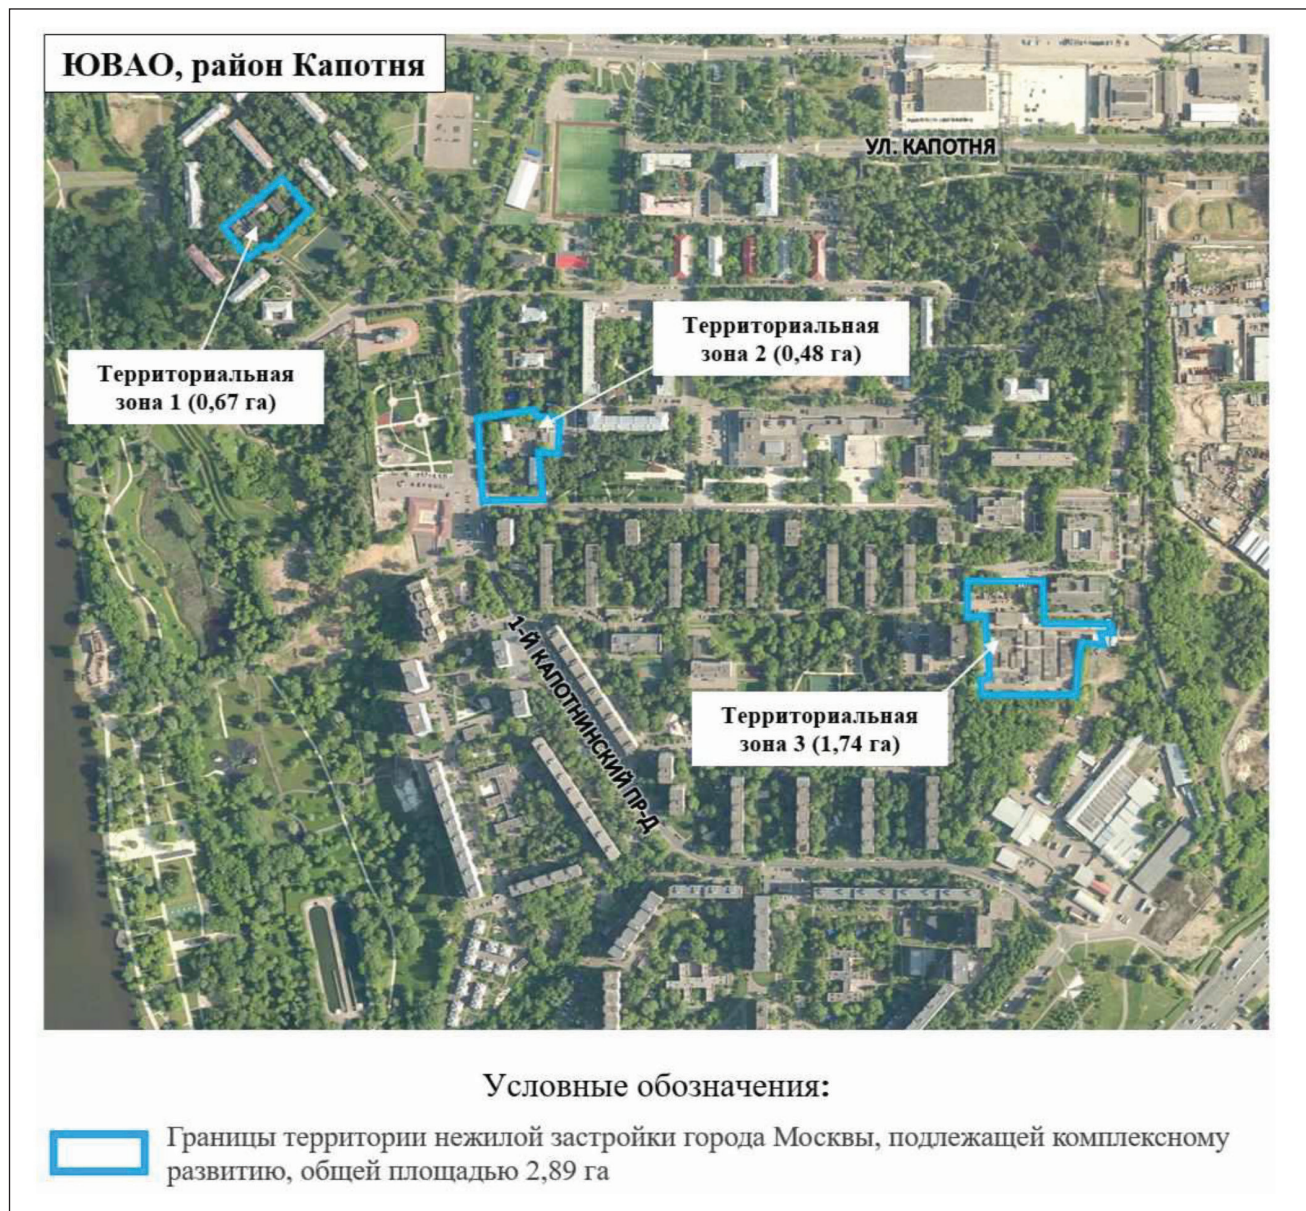 ЮВАО, район Капотня
УЛ. КАПОТНЯ
Территориальная
зона 2 (0,48 га)
Территориальная
зона 1 (0,67 га)
1-Й КАПОТНИНСКИЙ ПР-Д
Территориальная
зона 3 (1,74 га)
Условные обозначения:
Границы территории нежилой застройки города Москвы, подлежащей комплексному
развитию, общей площадью 2,89 га